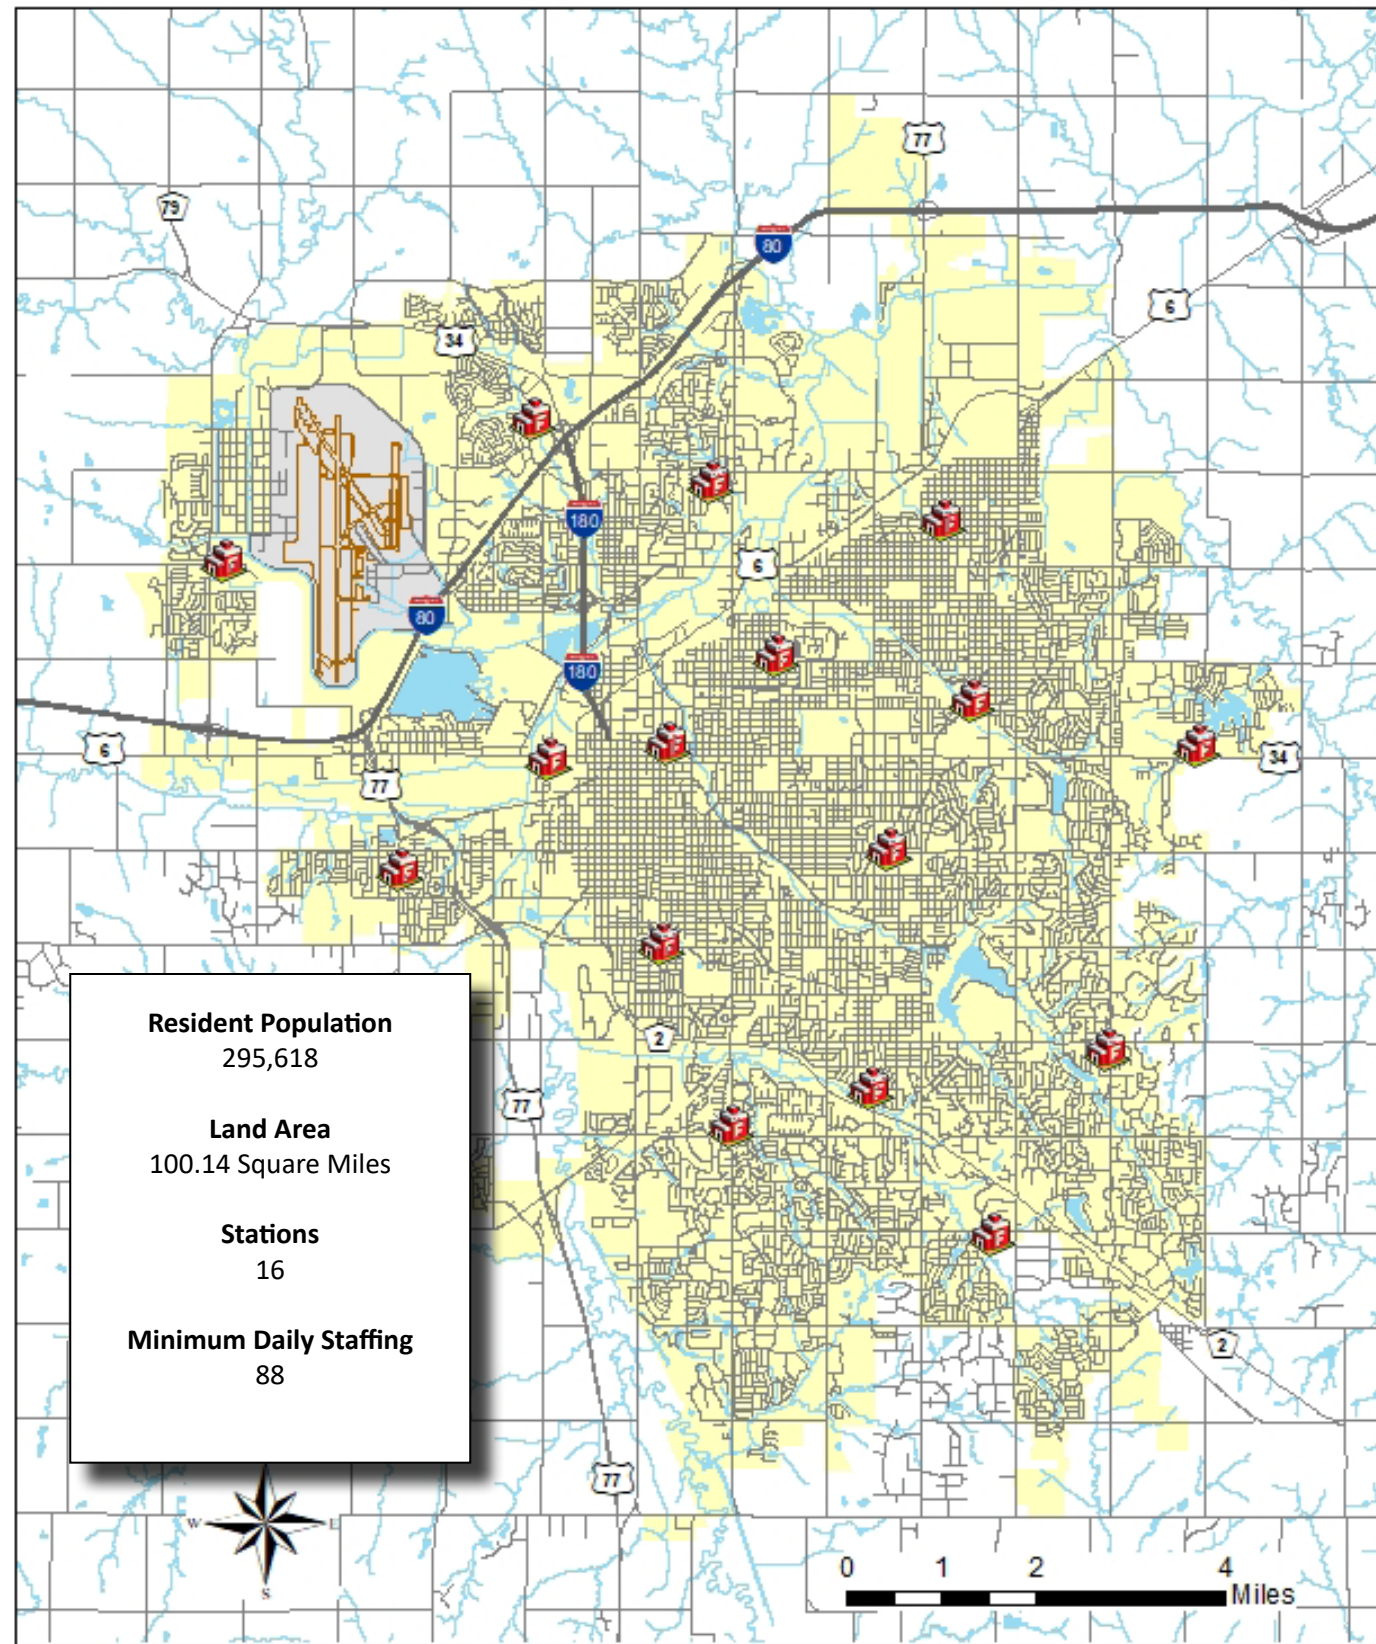 77
79
80
6
34
F
F
F
180
F
6
F
80
F
180
F
F
F
6
F
34
F
77
F
F
F
Resident Population
295,618
2
F
Land Area
100.14 Square Miles
77
F
F
Stations
16
F
Minimum Daily Staffing
88
2
77
W
E
S
0 1 2 4
Miles